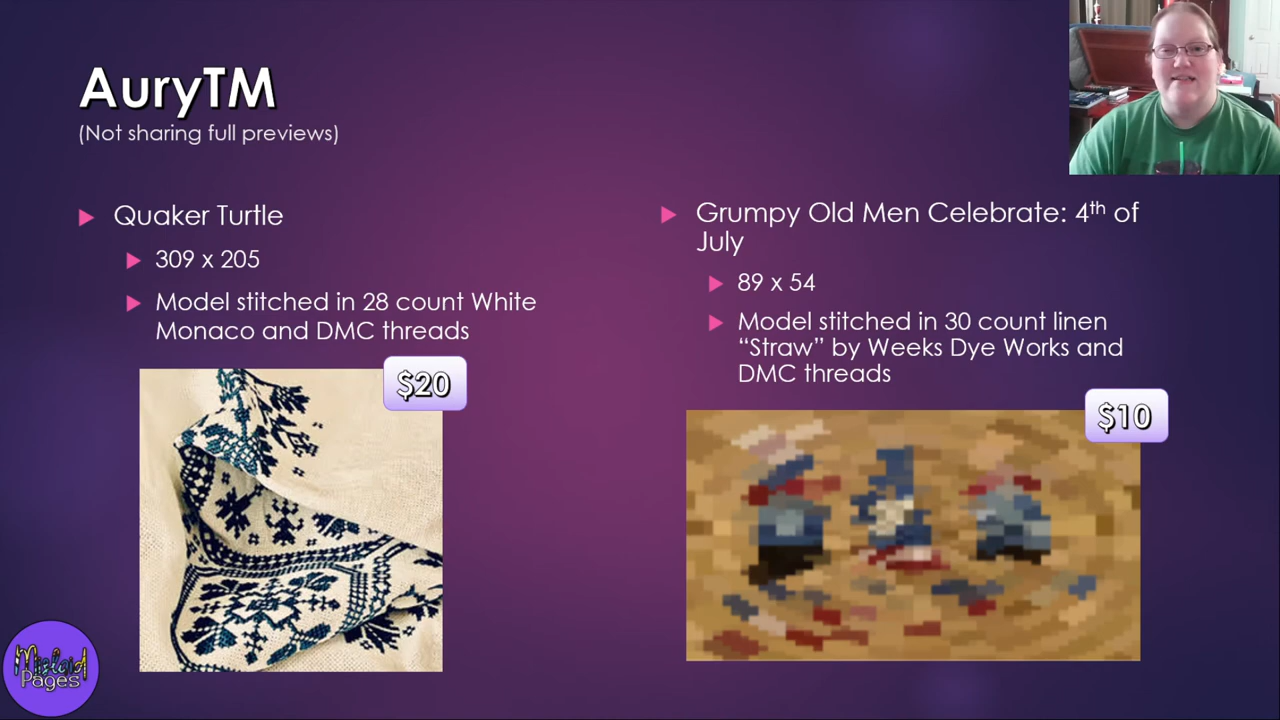 AuryTM
(Not sharing full previews)
Quaker Turtle
309 x 205
Model stitched in 28 count White
Monaco and DMC threads
$20
Grumpy Old Men Celebrate: 4th of
July
89 x 54
Model stitched in 30 count linen
“Straw” by Weeks Dye Works and
DMC threads
$10
Mislaid
Pages